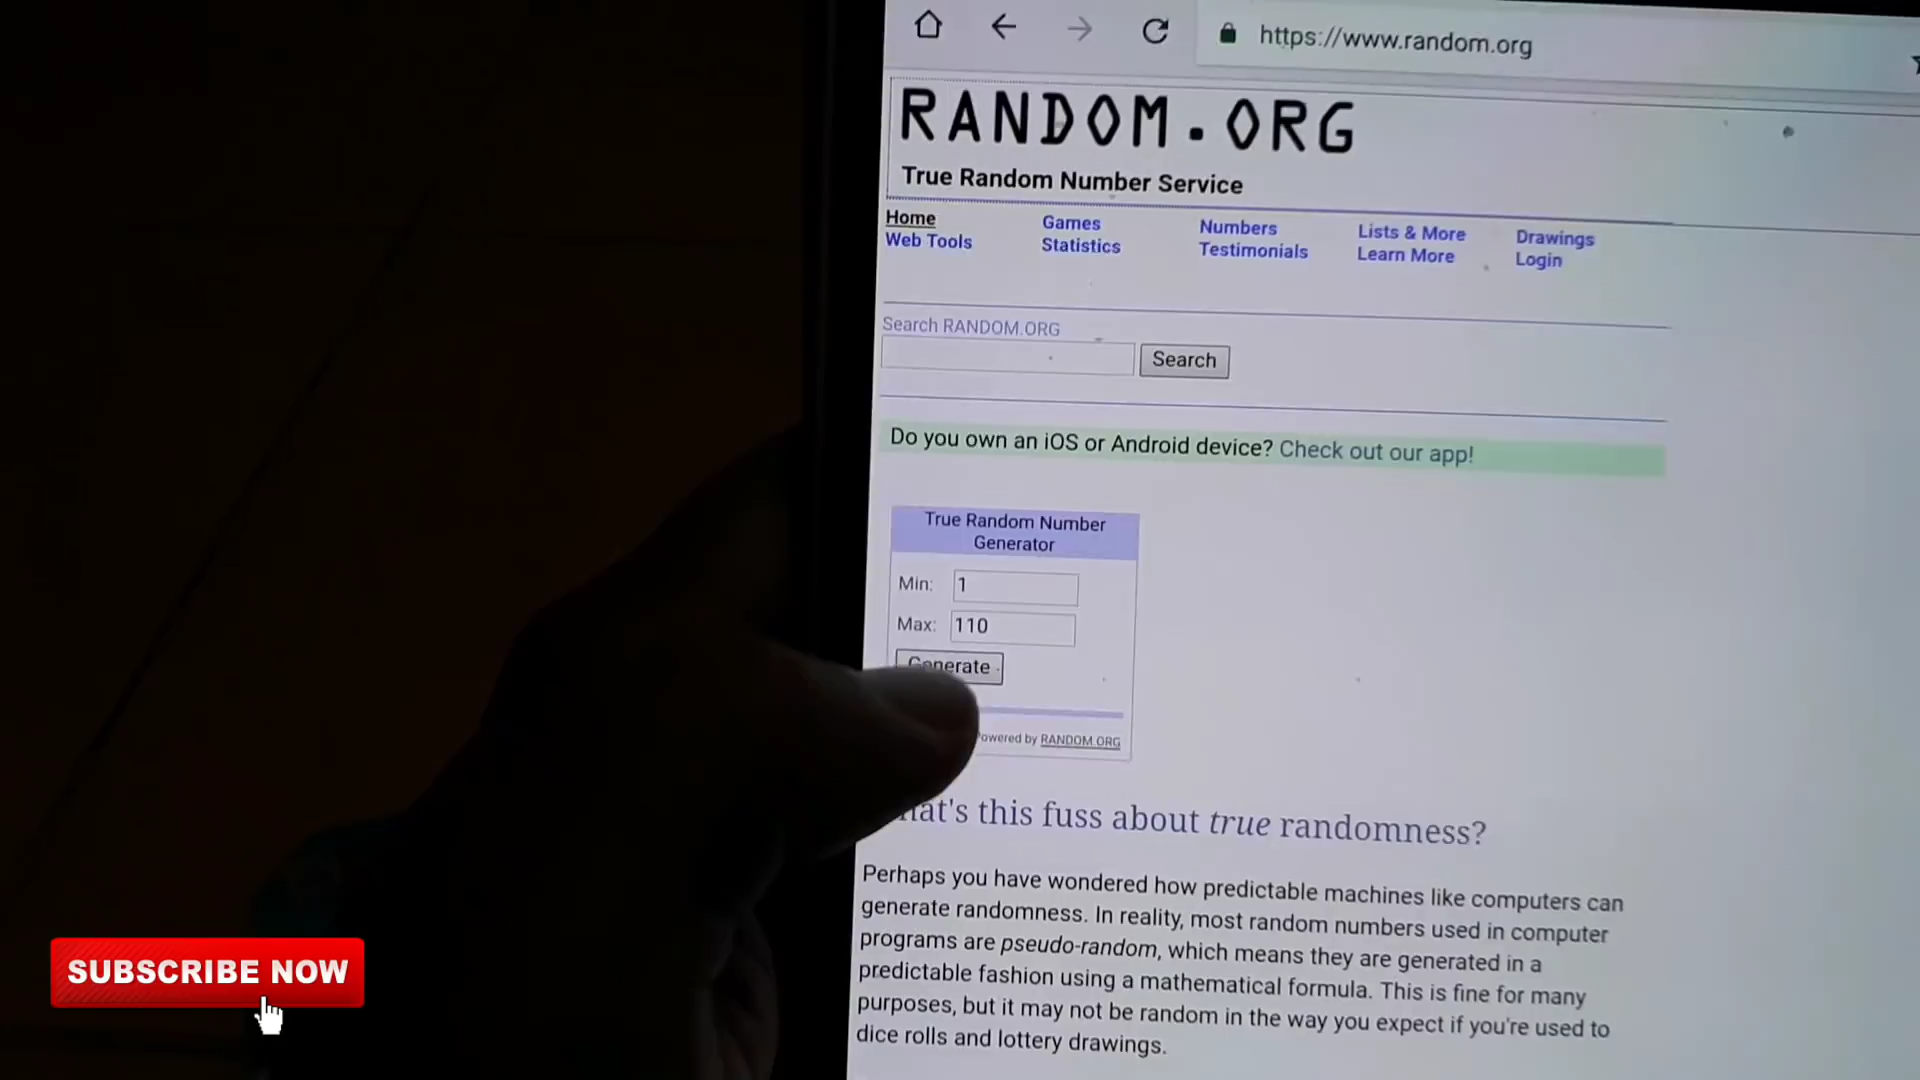 https://www.random.org
RANDOM.ORG
True Random Number Service
Home Games Numbers Lists & More Drawings
Web Tools Statistics Testimonials Learn More Login
Search RANDOM.ORG
Search
Do you own an iOS or Android device? Check out our app!
True Random Number
Generator
Min: 1
Max: 110
Generate
Powered by RANDOM.ORG
What's this fuss about true randomness?
Perhaps you have wondered how predictable machines like computers can
generate randomness. In reality, most random numbers used in computer
programs are pseudo-random, which means they are generated in a
predictable fashion using a mathematical formula. This is fine for many
purposes, but it may not be random in the way you expect if you're used to
dice rolls and lottery drawings.
SUBSCRIBE NOW